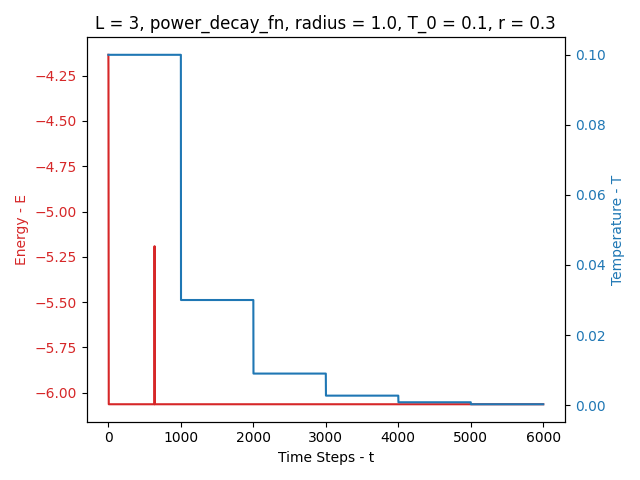 L = 3, power_decay_fn, radius = 1.0, T_0 = 0.1, r = 0.3
Energy - E
−4.25
−4.50
−4.75
−5.00
−5.25
−5.50
−5.75
−6.00
0.10
0.08
0.06
0.04
0.02
0.00
Temperature - T
0 1000 2000 3000 4000 5000 6000
Time Steps - t